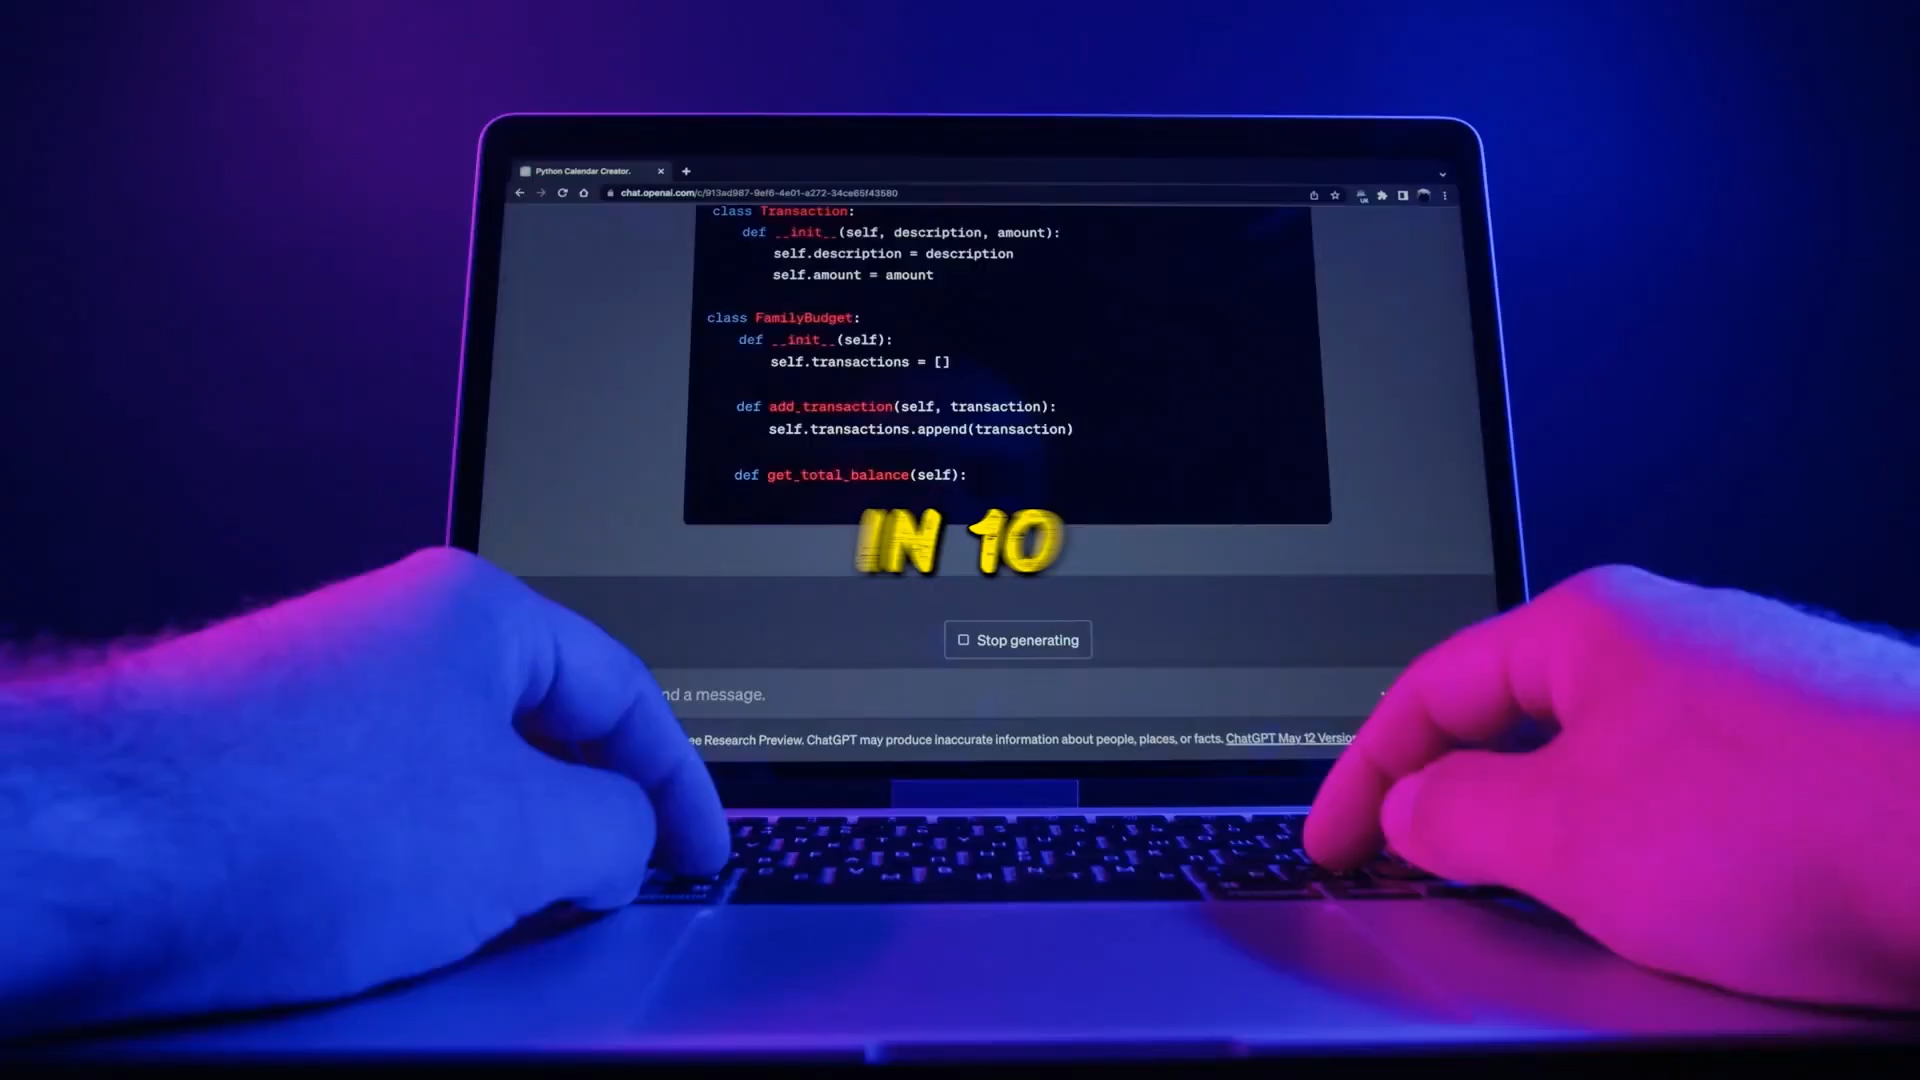 Python Calendar Creator.
chat.openai.com/c/913ad987-9ef6-4e01-a272-34ce65f43580
class Transaction:
def __init__(self, description, amount):
self.description = description
self.amount = amount
class FamilyBudget:
def __init__(self):
self.transactions = []
def add_transaction(self, transaction):
self.transactions.append(transaction)
def get_total_balance(self):
IN 10
Stop generating
nd a message.
ee Research Preview. ChatGPT may produce inaccurate information about people, places, or facts. ChatGPT May 12 Version